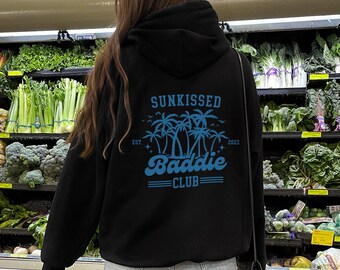 SUNKISSED
EST. 2023
Baddie
CLUB